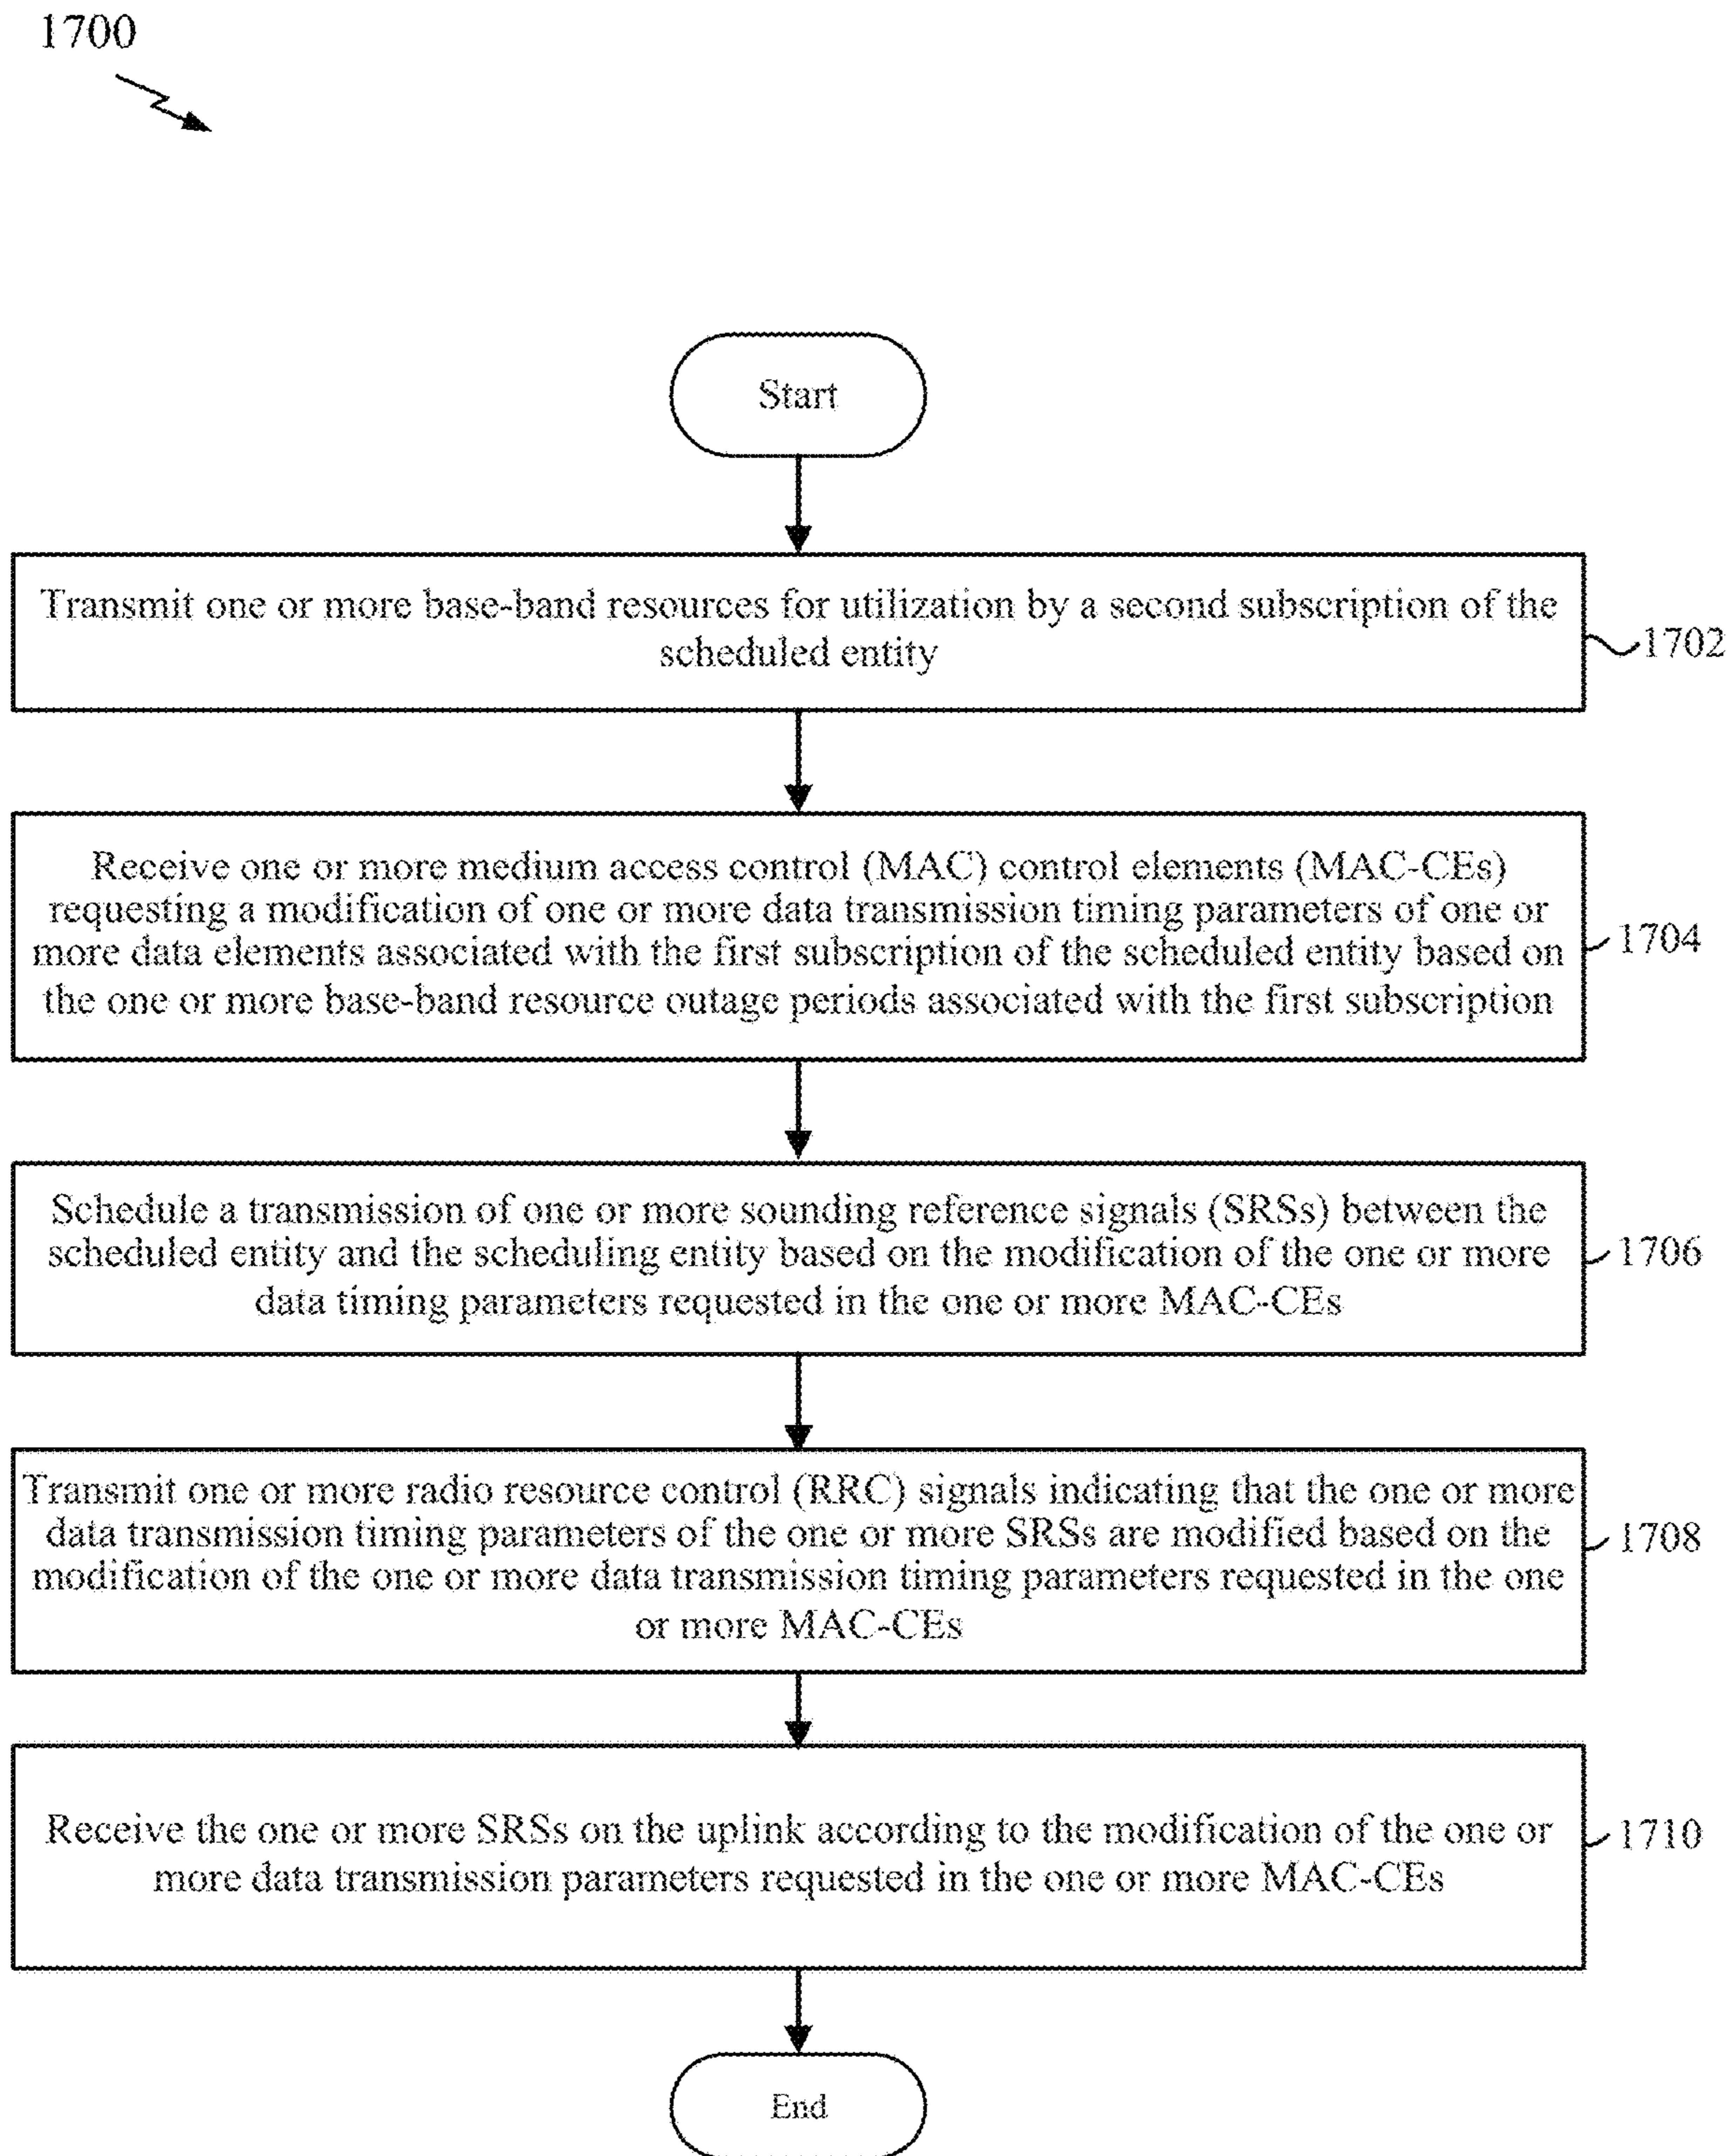 1700
Start
Transmit one or more base-band resources for utilization by a second subscription of the
scheduled entity
1702
Receive one or more medium access control (MAC) control elements (MAC-CEs)
requesting a modification of one or more data transmission timing parameters of one or
more data elements associated with the first subscription of the scheduled entity based on
the one or more base-band resource outage periods associated with the first subscription
1704
Schedule a transmission of one or more sounding reference signals (SRSs) between the
scheduled entity and the scheduling entity based on the modification of the one or more
data timing parameters requested in the one or more MAC-CEs
1706
Transmit one or more radio resource control (RRC) signals indicating that the one or more
data transmission timing parameters of the one or more SRSs are modified based on the
modification of the one or more data transmission timing parameters requested in the one
or more MAC-CEs
1708
Receive the one or more SRSs on the uplink according to the modification of the one or
more data transmission parameters requested in the one or more MAC-CEs
1710
End